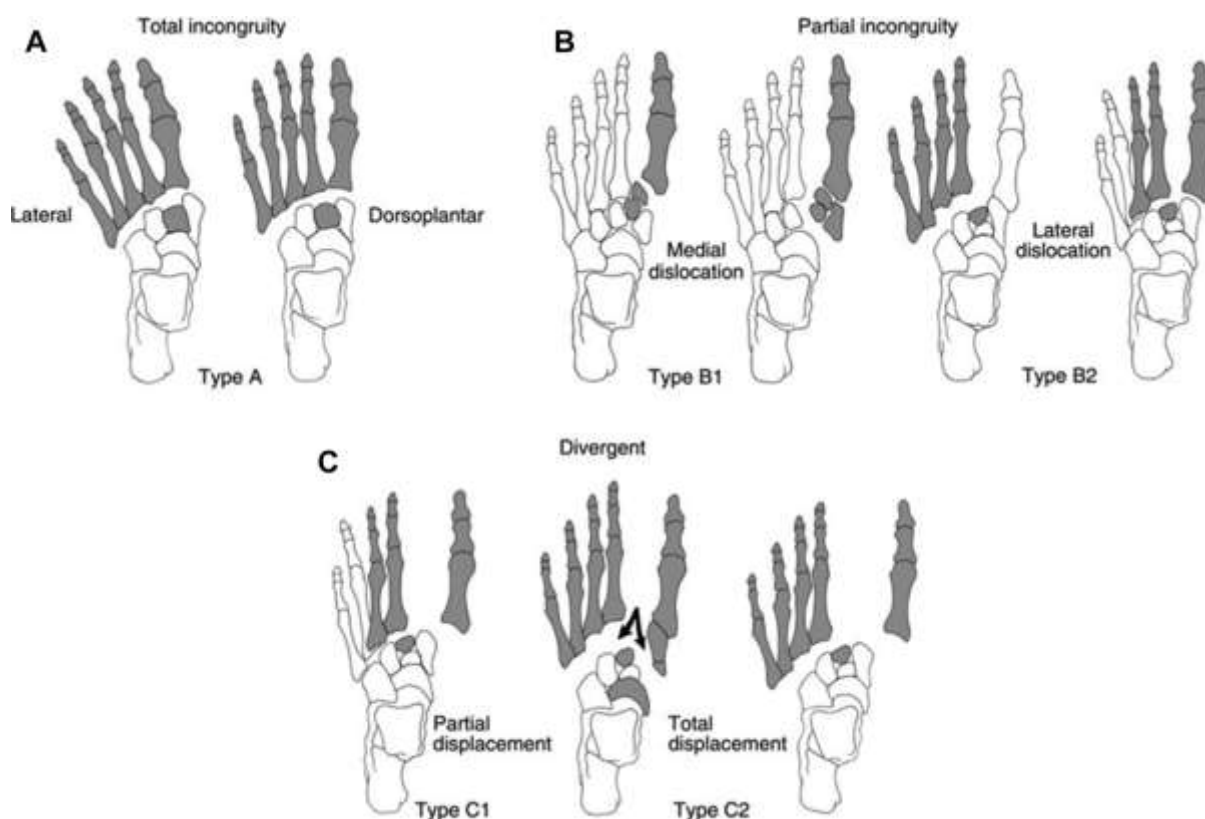 A
Total incongruity
Lateral
Dorsoplantar
Type A
B
Partial incongruity
Medial
dislocation
Lateral
dislocation
Type B1
Type B2
C
Divergent
Partial
displacement
Total
displacement
Type C1
Type C2